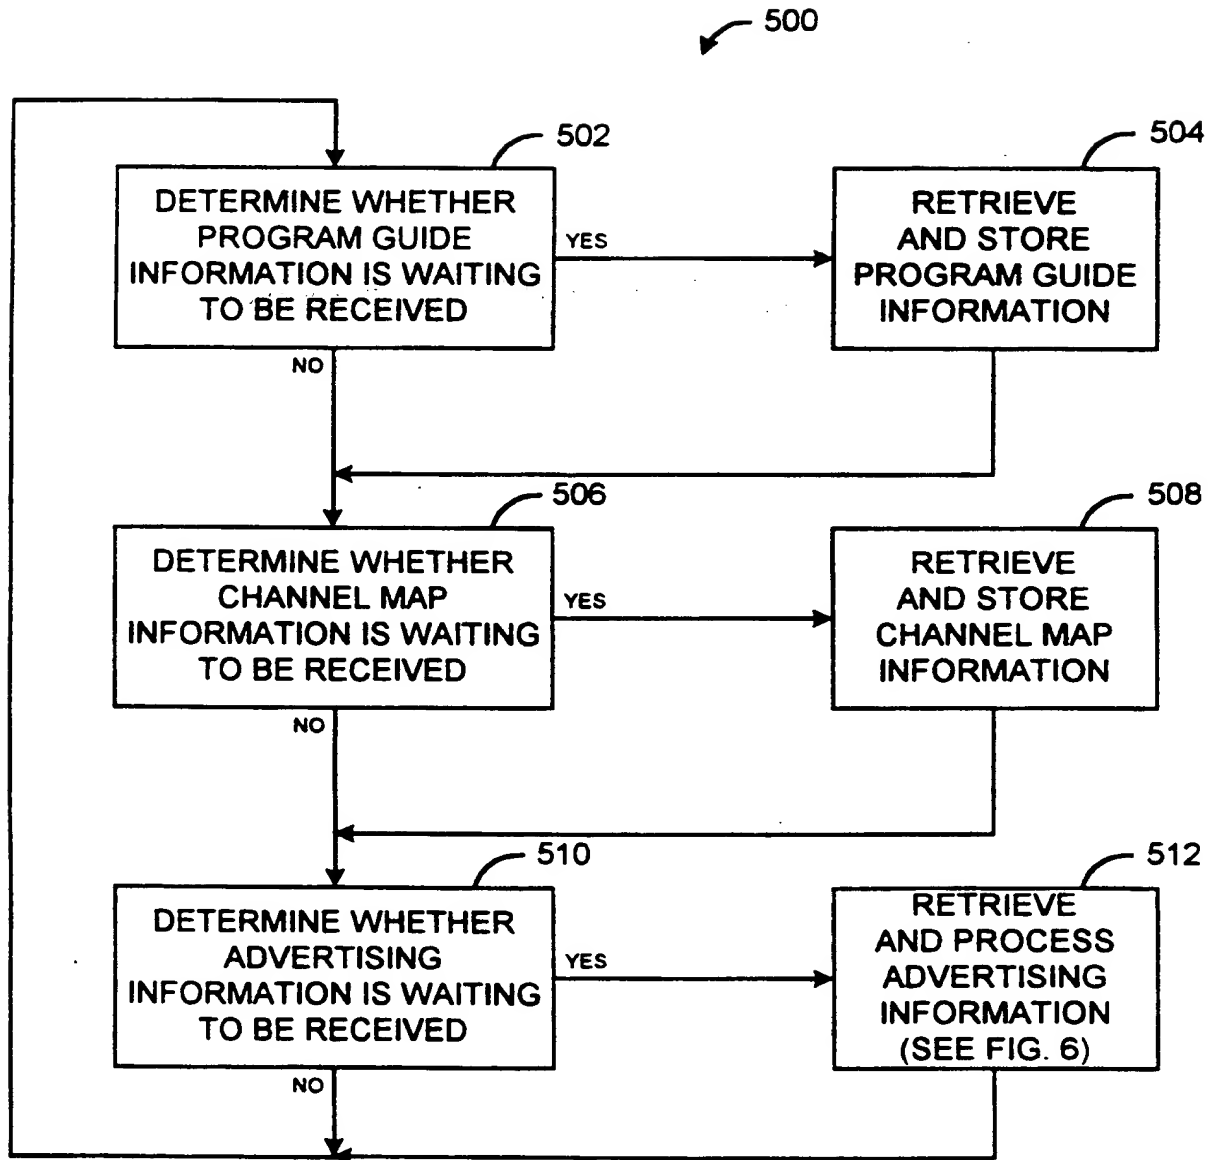 500
502
DETERMINE WHETHER
PROGRAM GUIDE
INFORMATION IS WAITING
TO BE RECEIVED
YES
NO
504
RETRIEVE
AND STORE
PROGRAM GUIDE
INFORMATION
506
DETERMINE WHETHER
CHANNEL MAP
INFORMATION IS WAITING
TO BE RECEIVED
YES
NO
508
RETRIEVE
AND STORE
CHANNEL MAP
INFORMATION
510
DETERMINE WHETHER
ADVERTISING
INFORMATION IS WAITING
TO BE RECEIVED
YES
NO
512
RETRIEVE
AND PROCESS
ADVERTISING
INFORMATION
(SEE FIG. 6)